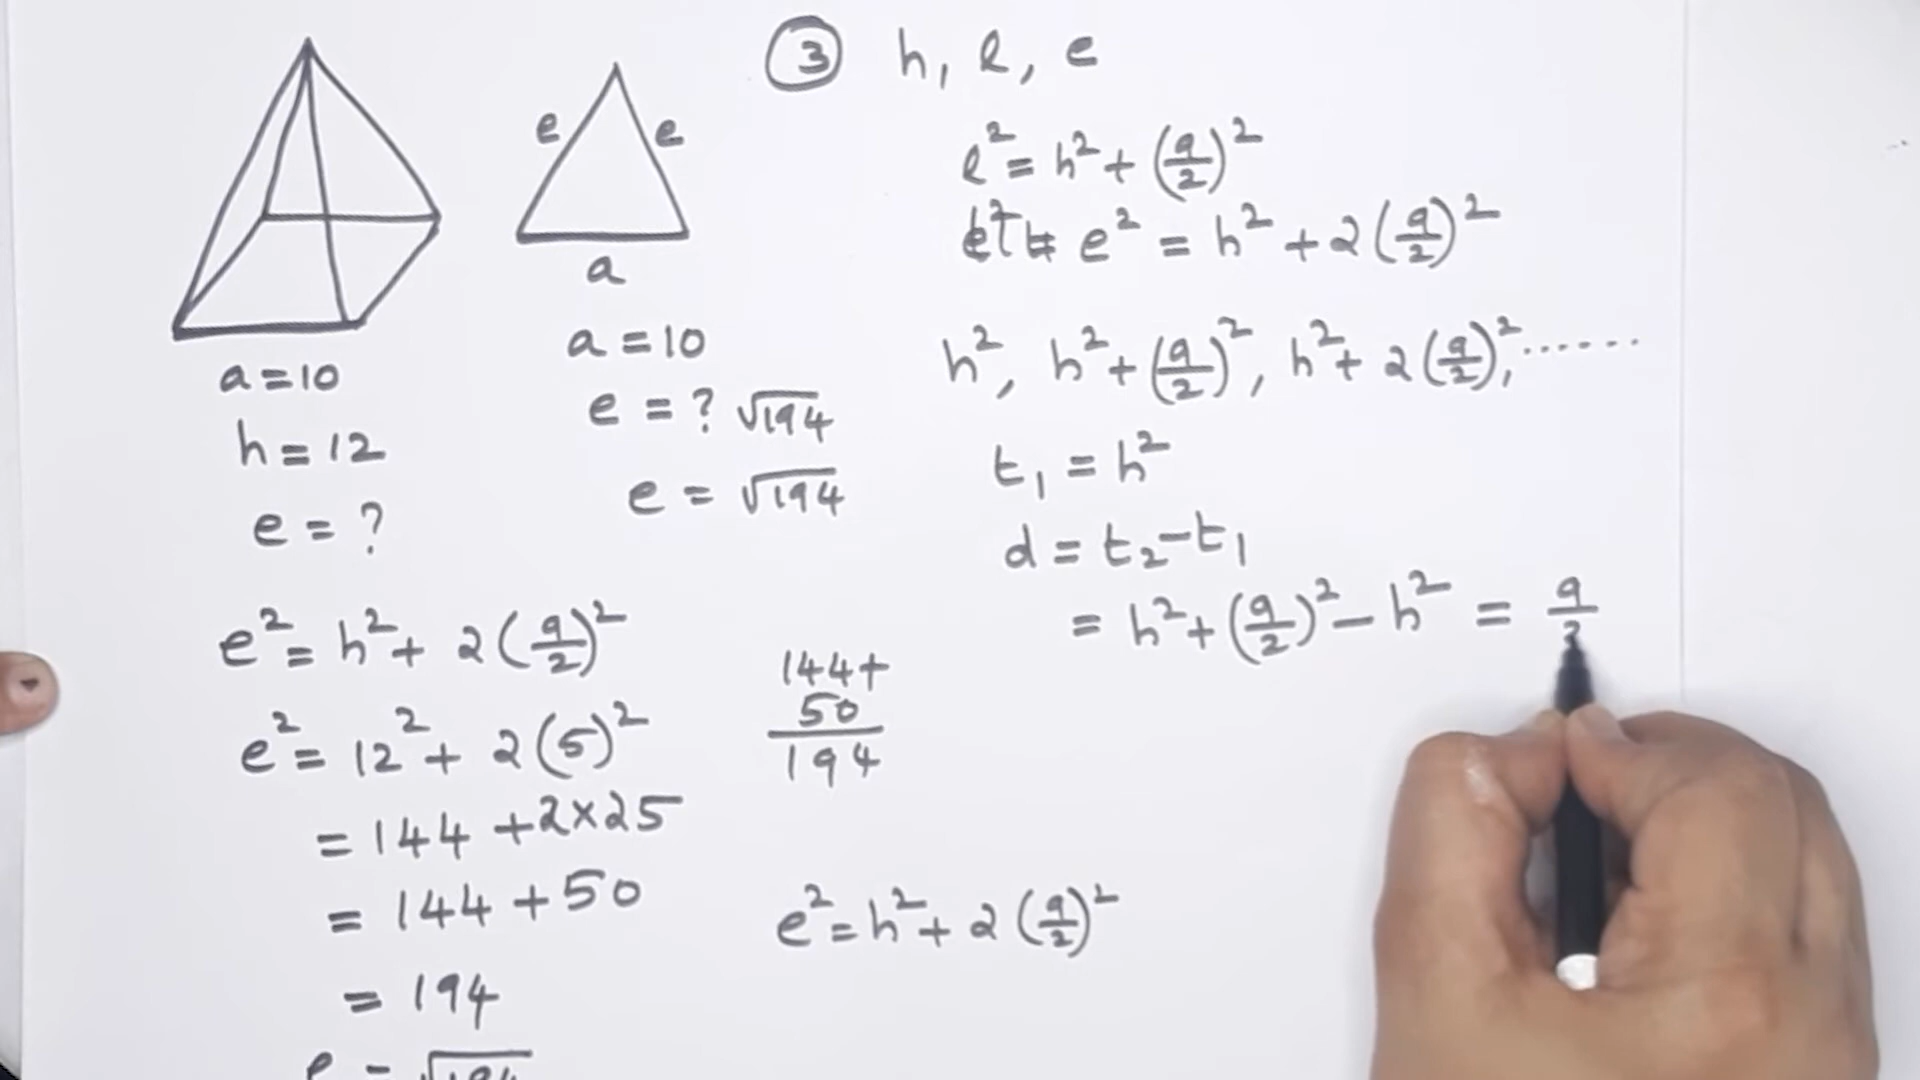 e e
a
a = 10
h = 12
e = ?
a = 10
e = ? √194
e = √194
e² = h² + 2(a/2)²
e² = 12² + 2(5)²
= 144 + 2×25
= 144 + 50
= 194
e = √194
144+
50
194
e² = h² + 2(a/2)²
③ h, l, e
l² = h² + (a/2)²
e² = h² + 2(a/2)²
h², h² + (a/2)², h² + 2(a/2)², ......
t₁ = h²
d = t₂ - t₁
= h² + (a/2)² - h² = a/2